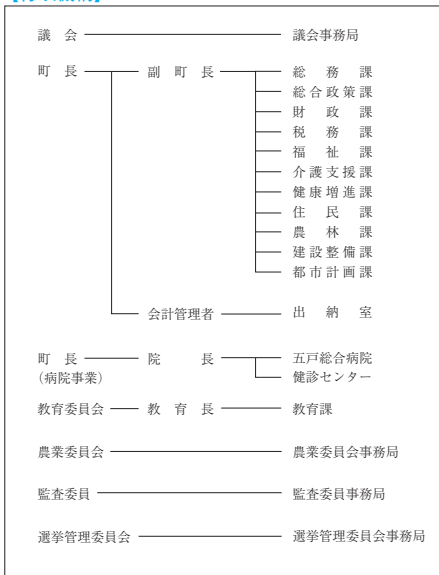 議　会　議会事務局
町　長　副　町　長　総　務　課
総合政策課
財　政　課
税　務　課
福　祉　課
介護支援課
健康増進課
住　民　課
農　林　課
建設整備課
都市計画課
会計管理者　出　納　室
町　長　院　長　五戸総合病院
(病院事業)　健診センター
教育委員会　教　育　長　教育課
農業委員会　農業委員会事務局
監査委員　監査委員事務局
選挙管理委員会　選挙管理委員会事務局